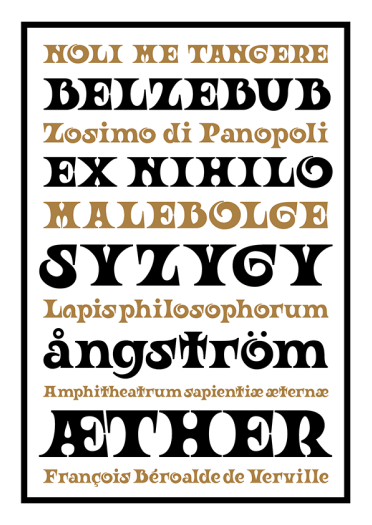 NOLI ME TANGERE
BELZEBUB
Zosimo di Panopoli
EX NIHILO
MALEBOLGE
SYZYGY
Lapis philosophorum
ångström
Amphitheatrum sapientiæ æternæ
ÆTHER
François Béroalde de Verville